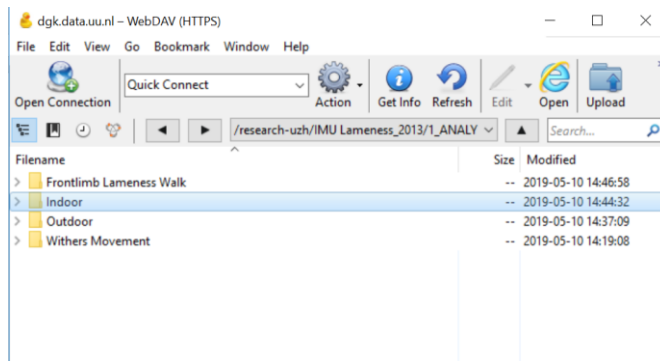 dgk.data.uu.nl – WebDAV (HTTPS)
File Edit View Go Bookmark Window Help
Quick Connect
Open Connection Action Get Info Refresh Edit Open Upload
/research-uzh/IMU Lameness_2013/1_ANALY Search...
Filename Size Modified
Frontlimb Lameness Walk -- 2019-05-10 14:46:58
Indoor -- 2019-05-10 14:44:32
Outdoor -- 2019-05-10 14:37:09
Withers Movement -- 2019-05-10 14:19:08